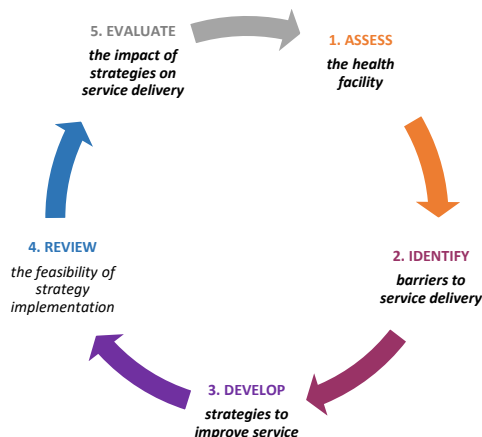 1. ASSESS
the health
facility
2. IDENTIFY
barriers to
service delivery
3. DEVELOP
strategies to
improve service
4. REVIEW
the feasibility of
strategy
implementation
5. EVALUATE
the impact of
strategies on
service delivery